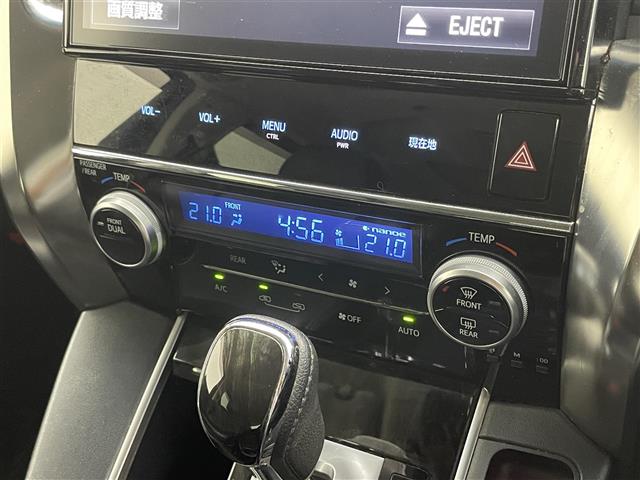 画質調整
EJECT
VOL-
VOL+
MENU
CTRL
AUDIO
PWR
現在地
PASSENGER
/REAR
TEMP
FRONT
DUAL
21.0
FRONT
4:56
nanoe
21.0
TEMP
REAR
A/C
OFF
AUTO
FRONT
REAR
M
:00